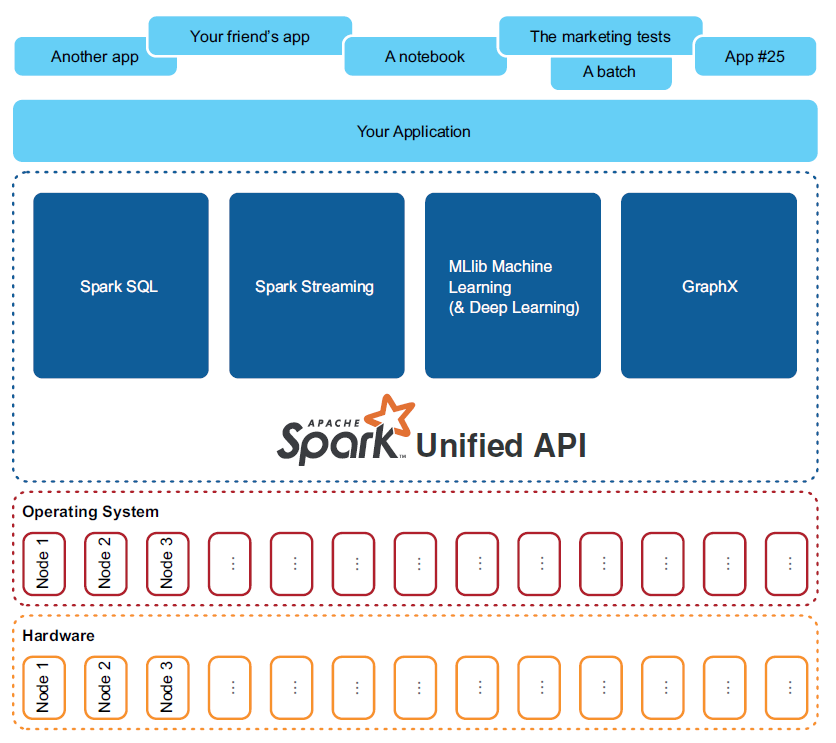 Your friend's app
The marketing tests
Another app
A notebook
App #25
A batch
Your Application
Spark SQL
Spark Streaming
MLlib Machine
Learning
(& Deep Learning)
GraphX
APACHE
Spark™ Unified API
Operating System
Node 1
Node 2
Node 3
...
...
...
...
...
...
...
...
...
...
Hardware
Node 1
Node 2
Node 3
...
...
...
...
...
...
...
...
...
...